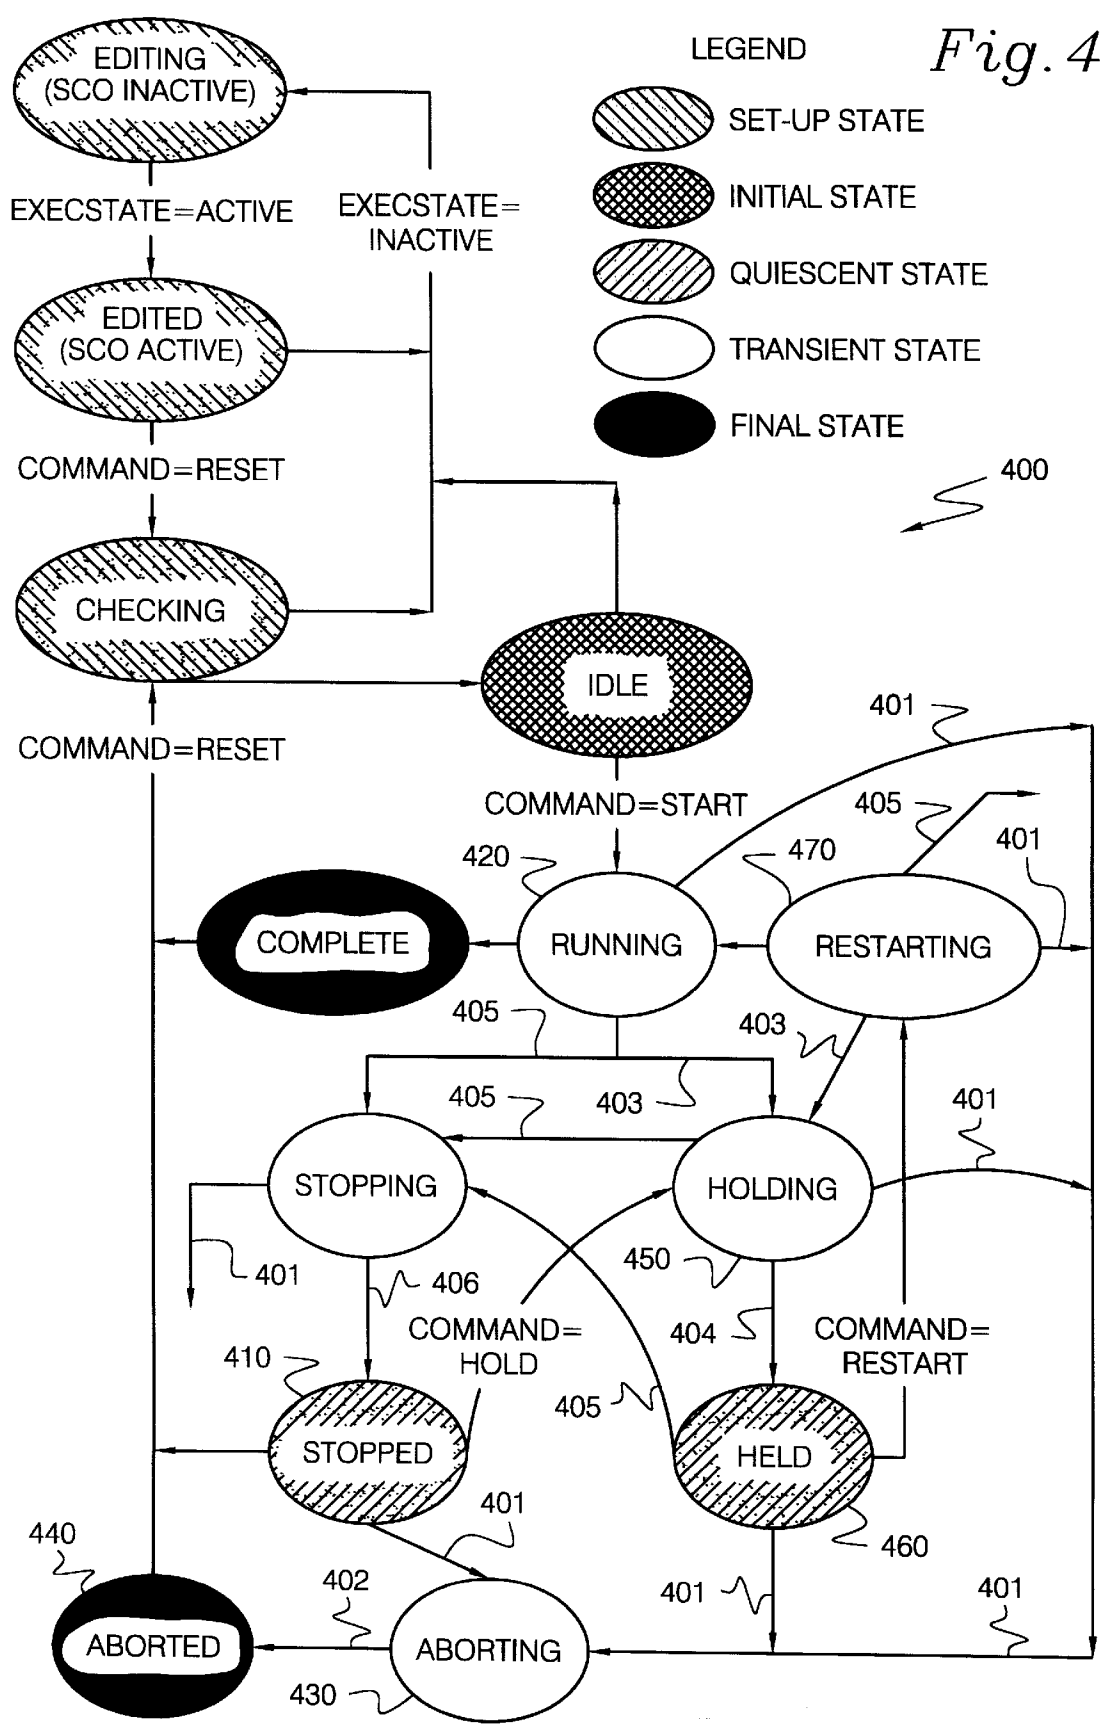 Fig. 4
LEGEND
SET-UP STATE
INITIAL STATE
QUIESCENT STATE
TRANSIENT STATE
FINAL STATE
400
EDITING
(SCO INACTIVE)
EXECSTATE=ACTIVE
EXECSTATE=
INACTIVE
EDITED
(SCO ACTIVE)
COMMAND=RESET
CHECKING
IDLE
COMMAND=RESET
COMMAND=START
401
405
401
420
470
COMPLETE
RUNNING
RESTARTING
405
403
405
403
401
STOPPING
HOLDING
401
406
450
404
COMMAND=
HOLD
COMMAND=
RESTART
410
405
STOPPED
HELD
401
460
440
402
401
401
ABORTED
ABORTING
430